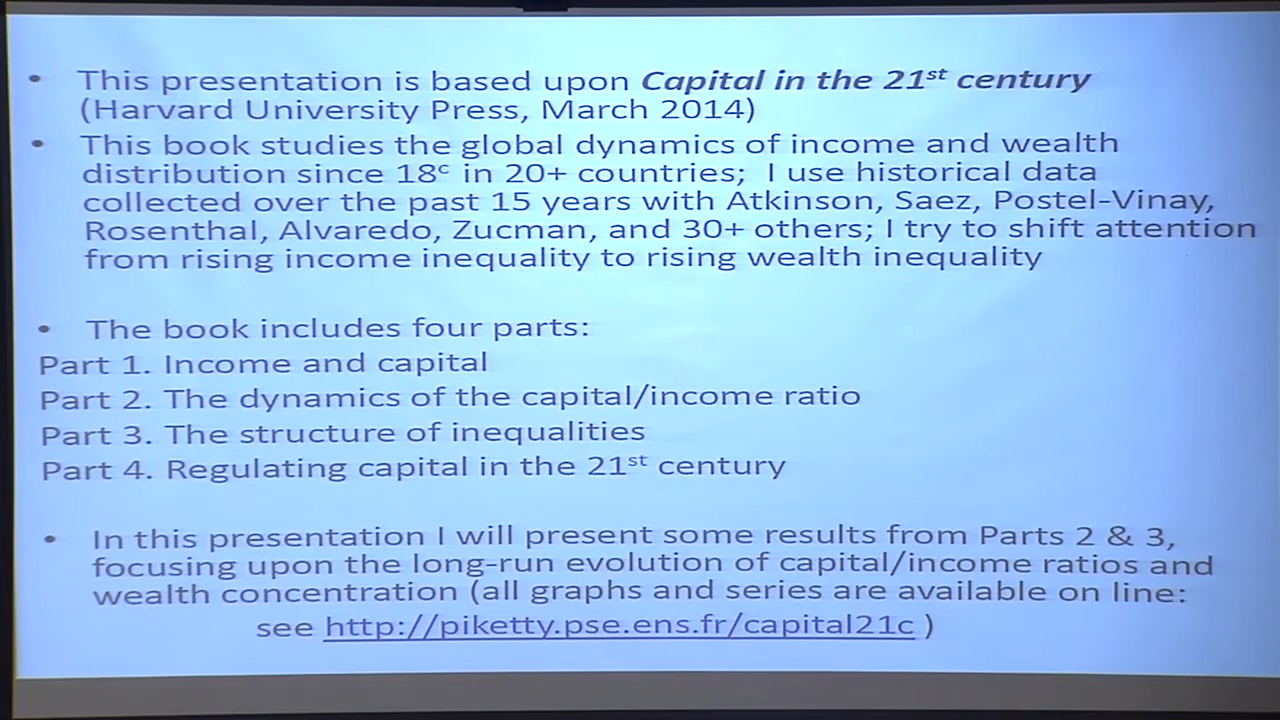 • This presentation is based upon Capital in the 21st century
(Harvard University Press, March 2014)
• This book studies the global dynamics of income and wealth
distribution since 18c in 20+ countries; I use historical data
collected over the past 15 years with Atkinson, Saez, Postel-Vinay,
Rosenthal, Alvaredo, Zucman, and 30+ others; I try to shift attention
from rising income inequality to rising wealth inequality
• The book includes four parts:
Part 1. Income and capital
Part 2. The dynamics of the capital/income ratio
Part 3. The structure of inequalities
Part 4. Regulating capital in the 21st century
• In this presentation I will present some results from Parts 2 & 3,
focusing upon the long-run evolution of capital/income ratios and
wealth concentration (all graphs and series are available on line:
see http://piketty.pse.ens.fr/capital21c )